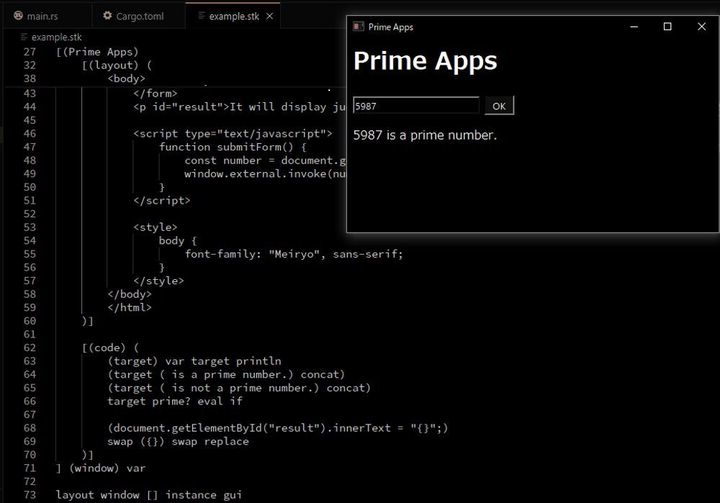 main.rs
Cargo.toml
example.stk
example.stk
27 [(Prime Apps)
32 [(layout) (
38 <body>
43 </form>
44 <p id="result">It will display
45
46 <script type="text/javascript">
47 function submitForm() {
48 const number = document.g
49 window.external.invoke(nu
50 }
51 </script>
52
53 <style>
54 body {
55 font-family: "Meiryo", sans-serif;
56 }
57 </style>
58 </body>
59 </html>
60 )]
61
62 [(code) (
63 (target) var target println
64 (target ( is a prime number.) concat)
65 (target ( is not a prime number.) concat)
66 target prime? eval if
67
68 (document.getElementById("result").innerText = "{}";)
69 swap ({}) swap replace
70 )]
71 ] (window) var
72
73 layout window [] instance gui
Prime Apps
Prime Apps
5987 OK
5987 is a prime number.